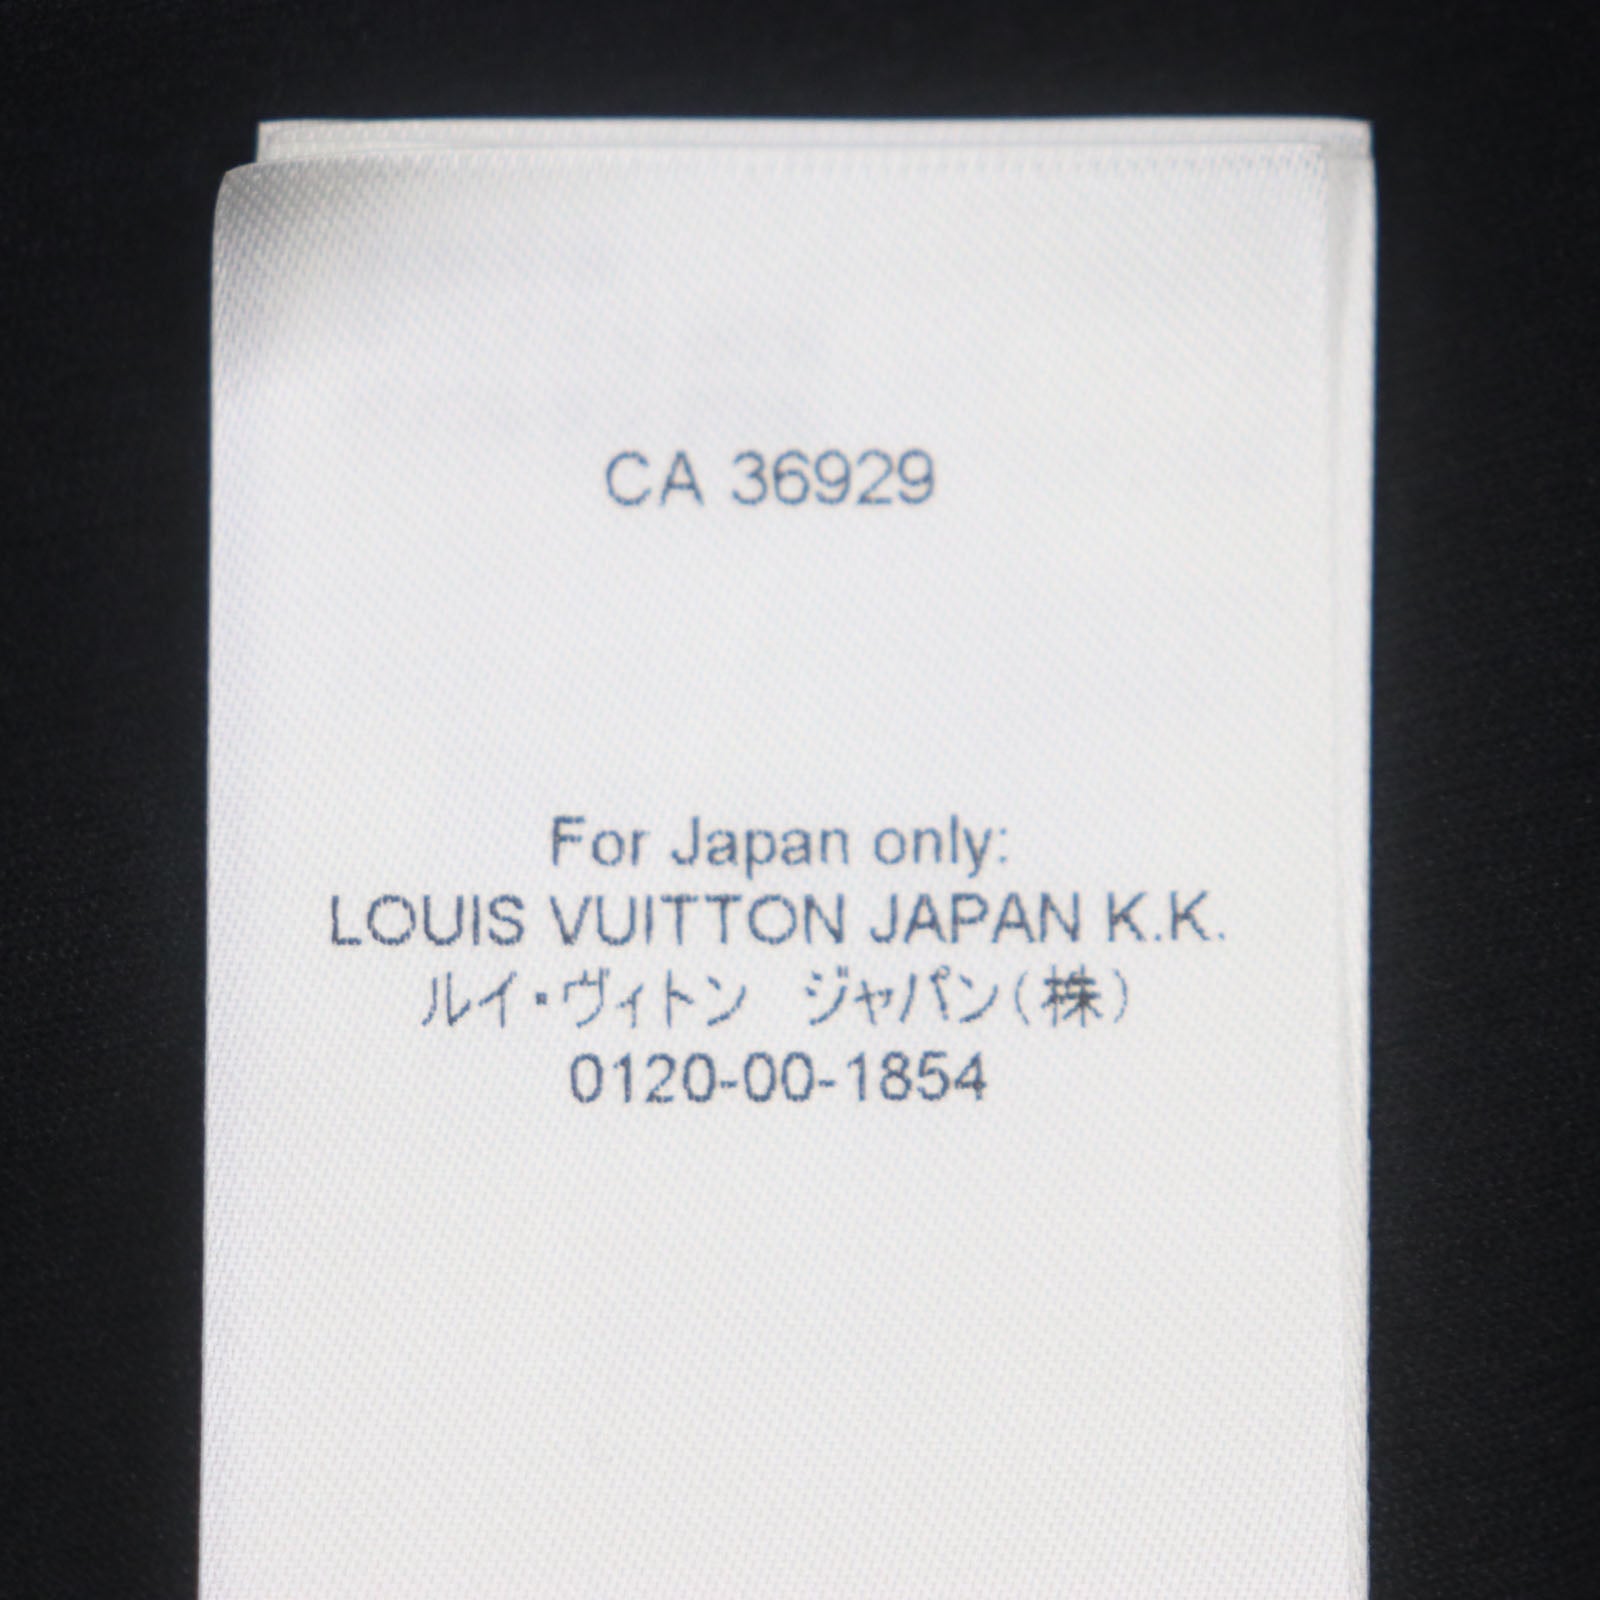 CA 36929
For Japan only:
LOUIS VUITTON JAPAN K.K.
ルイ・ヴィトン　ジャパン（株）
0120-00-1854